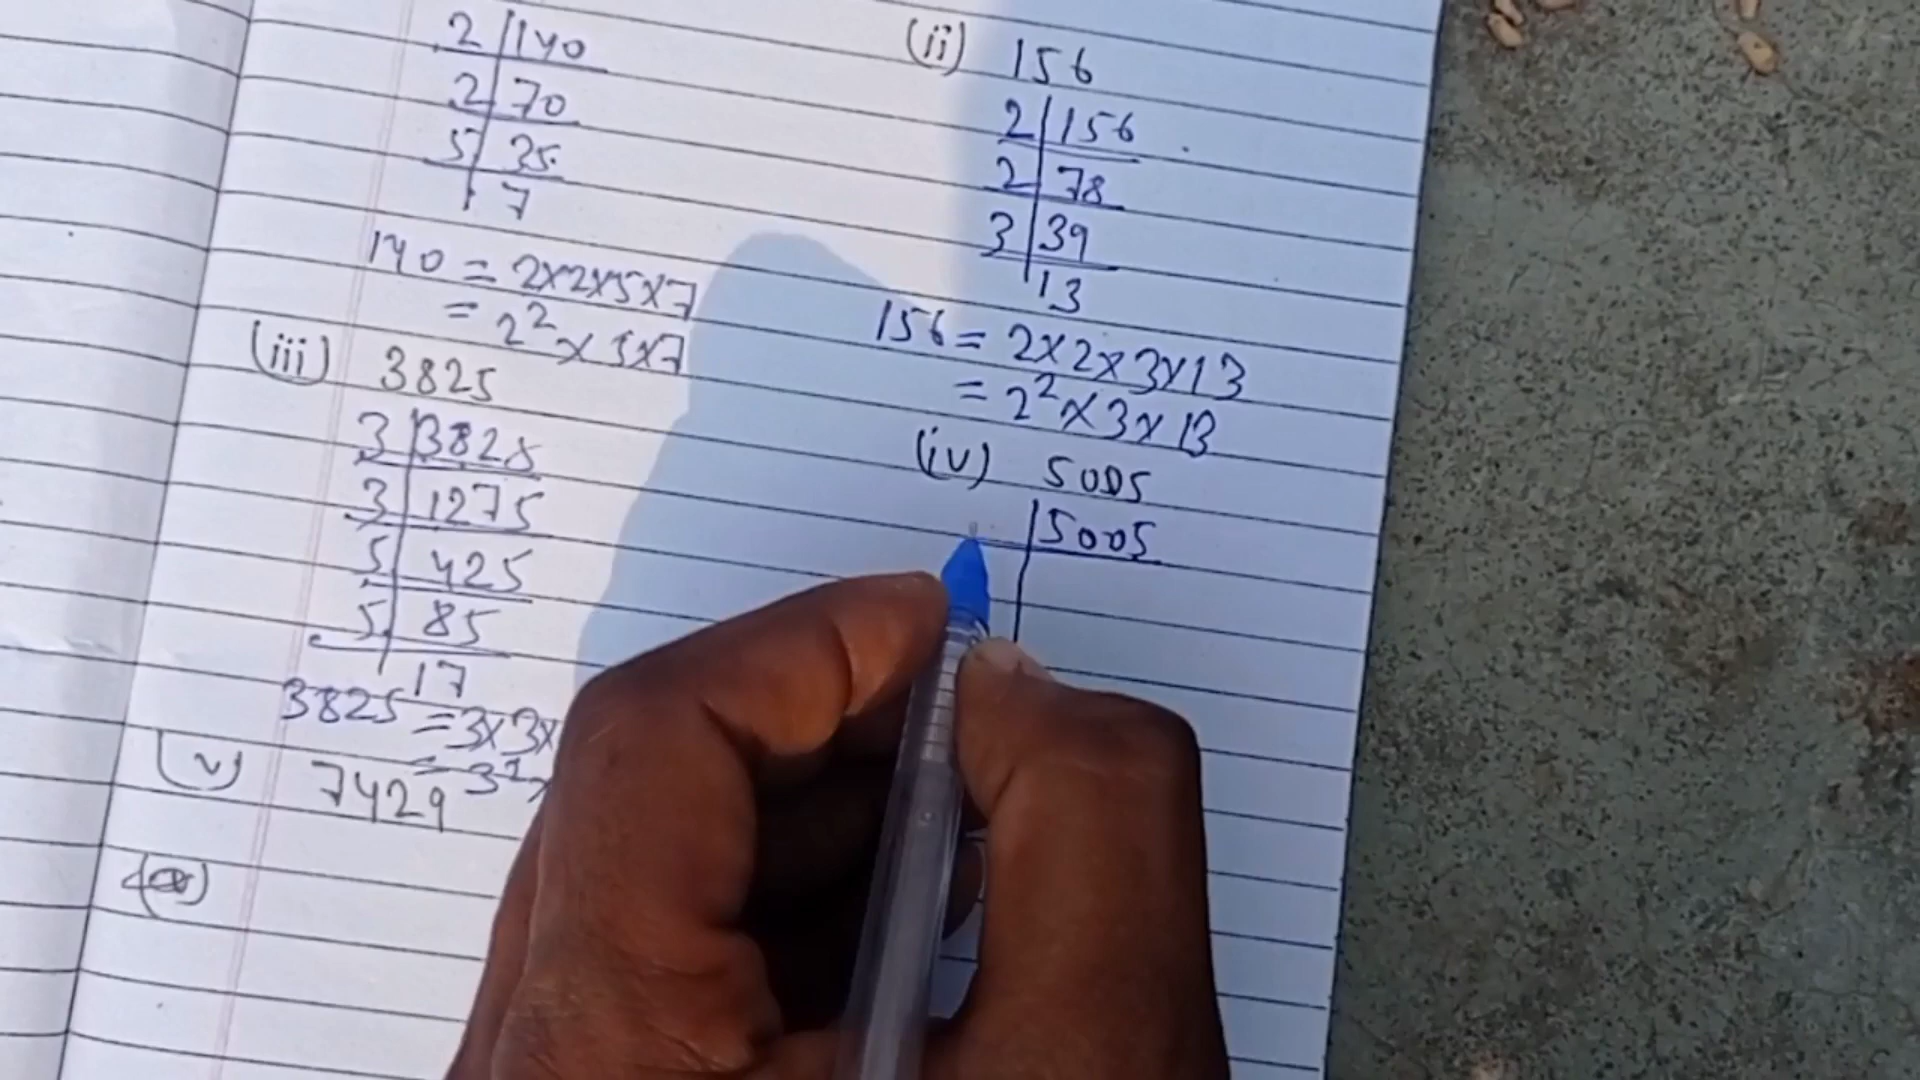 2 140
2 70
5 35
7
140 = 2×2×5×7
= 2² × 5×7
(ii) 156
2 156
2 78
3 39
13
156 = 2×2×3×13
= 2²×3×13
(iii) 3825
3 3825
3 1275
5 425
5 85
17
3825 = 3×3×
= 3²×
(iv) 5005
5005
(v) 7429